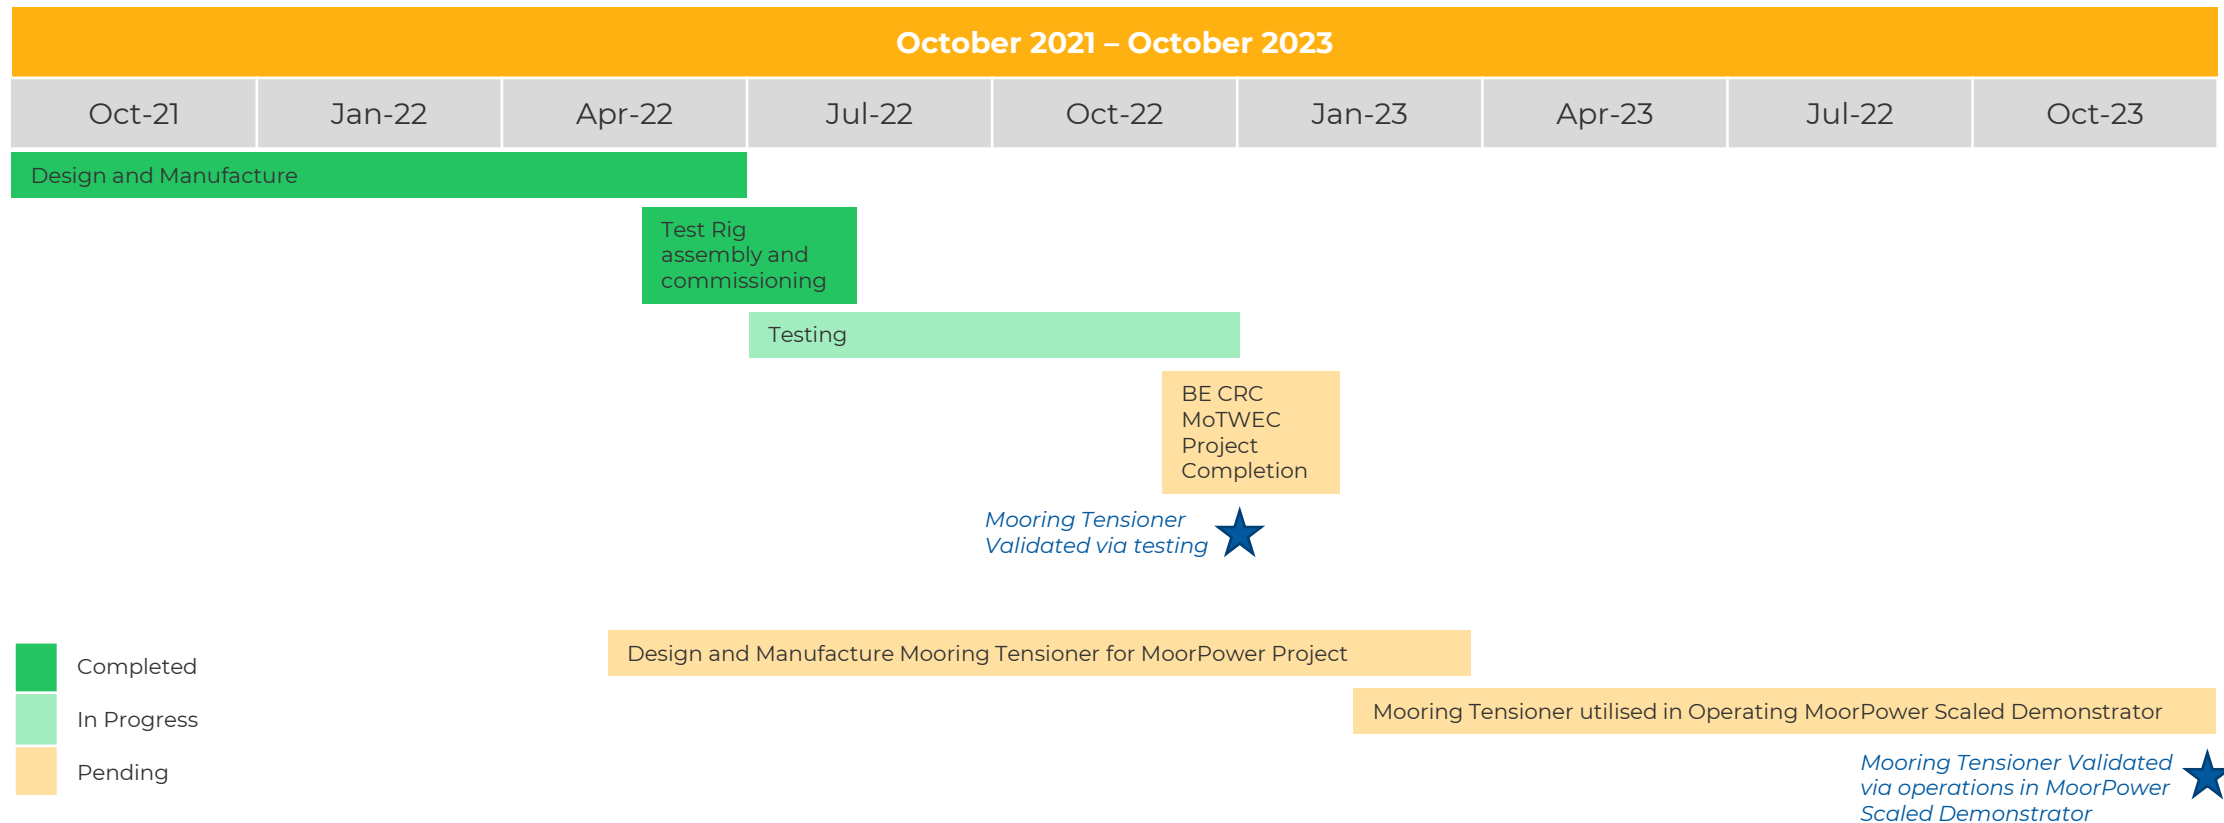 October 2021 – October 2023
Oct-21
Jan-22
Apr-22
Jul-22
Oct-22
Jan-23
Apr-23
Jul-22
Oct-23
Design and Manufacture
Test Rig
assembly and
commissioning
Testing
BE CRC
MoTWEC
Project
Completion
Mooring Tensioner
Validated via testing
Design and Manufacture Mooring Tensioner for MoorPower Project
Mooring Tensioner utilised in Operating MoorPower Scaled Demonstrator
Mooring Tensioner Validated
via operations in MoorPower
Scaled Demonstrator
Completed
In Progress
Pending